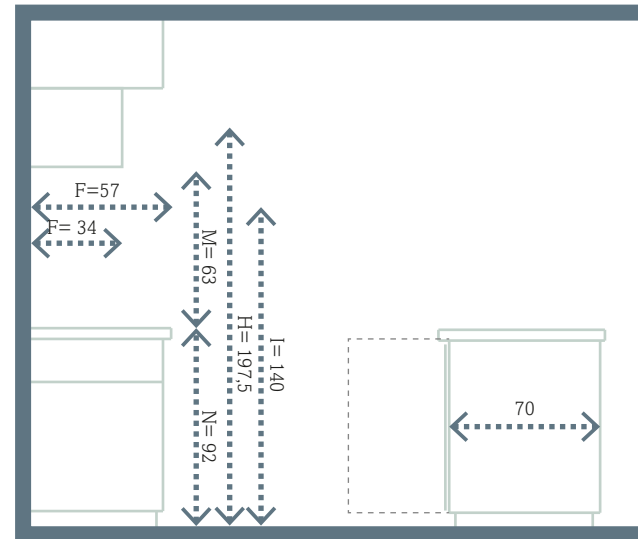 F=57
F= 34
M= 63
H= 197,5
I= 140
N= 92
70